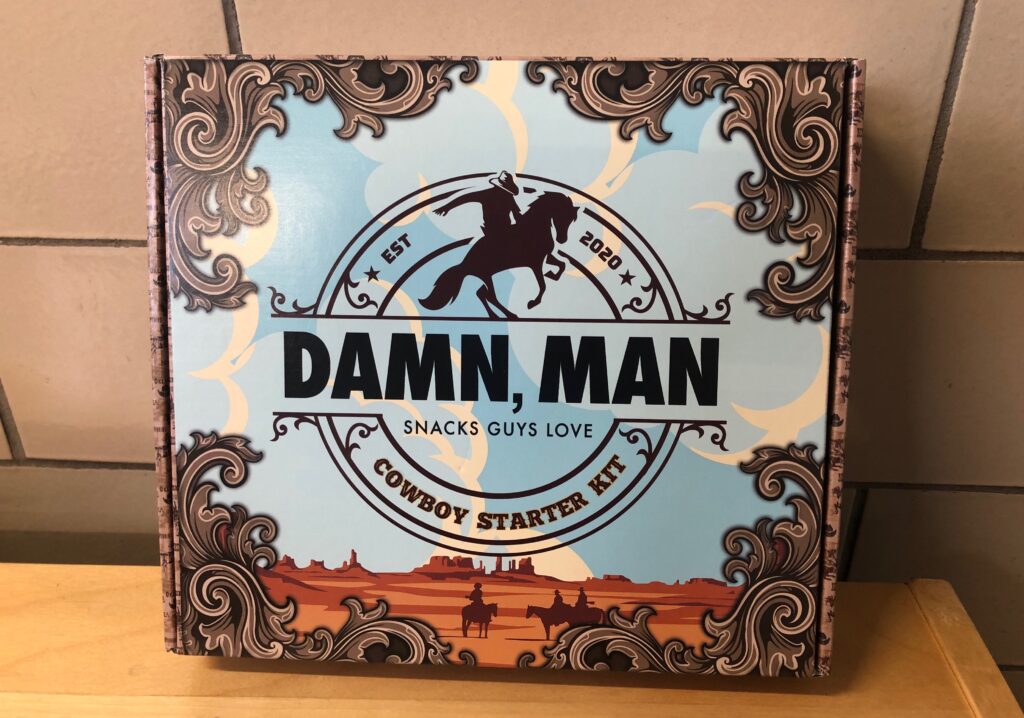 EST 2020
DAMN, MAN
SNACKS GUYS LOVE
COWBOY STARTER KIT